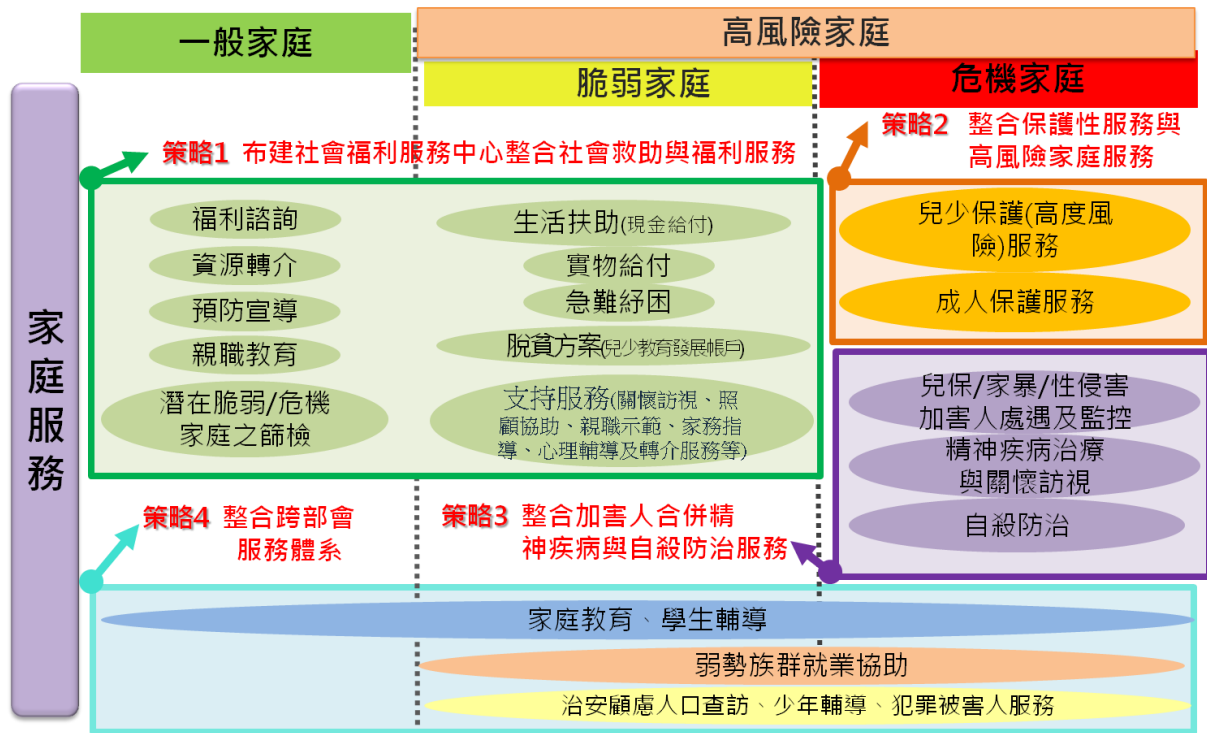 一般家庭
高風險家庭
脆弱家庭
危機家庭
家庭服務
策略1 布建社會福利服務中心整合社會救助與福利服務
策略2 整合保護性服務與
高風險家庭服務
福利諮詢
資源轉介
預防宣導
親職教育
潛在脆弱/危機
家庭之篩檢
生活扶助(現金給付)
實物給付
急難紓困
脫貧方案(兒少教育發展帳戶)
支持服務(關懷訪視、照
顧協助、親職示範、家務指
導、心理輔導及轉介服務等)
兒少保護(高度風
險)服務
成人保護服務
兒保/家暴/性侵害
加害人處遇及監控
精神疾病治療
與關懷訪視
自殺防治
策略4 整合跨部會
服務體系
策略3 整合加害人合併精
神疾病與自殺防治服務
家庭教育、學生輔導
弱勢族群就業協助
治安顧慮人口查訪、少年輔導、犯罪被害人服務